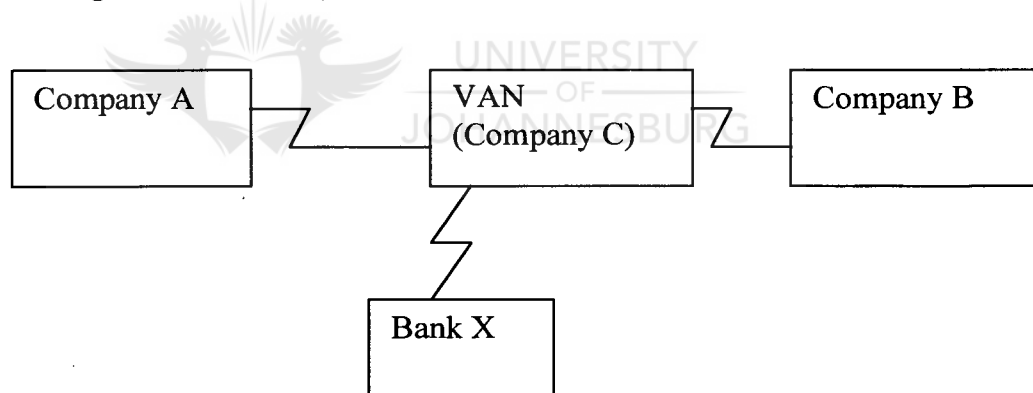 UNIVERSITY
OF
JOHANNESBURG
Company A
VAN
(Company C)
Company B
Bank X